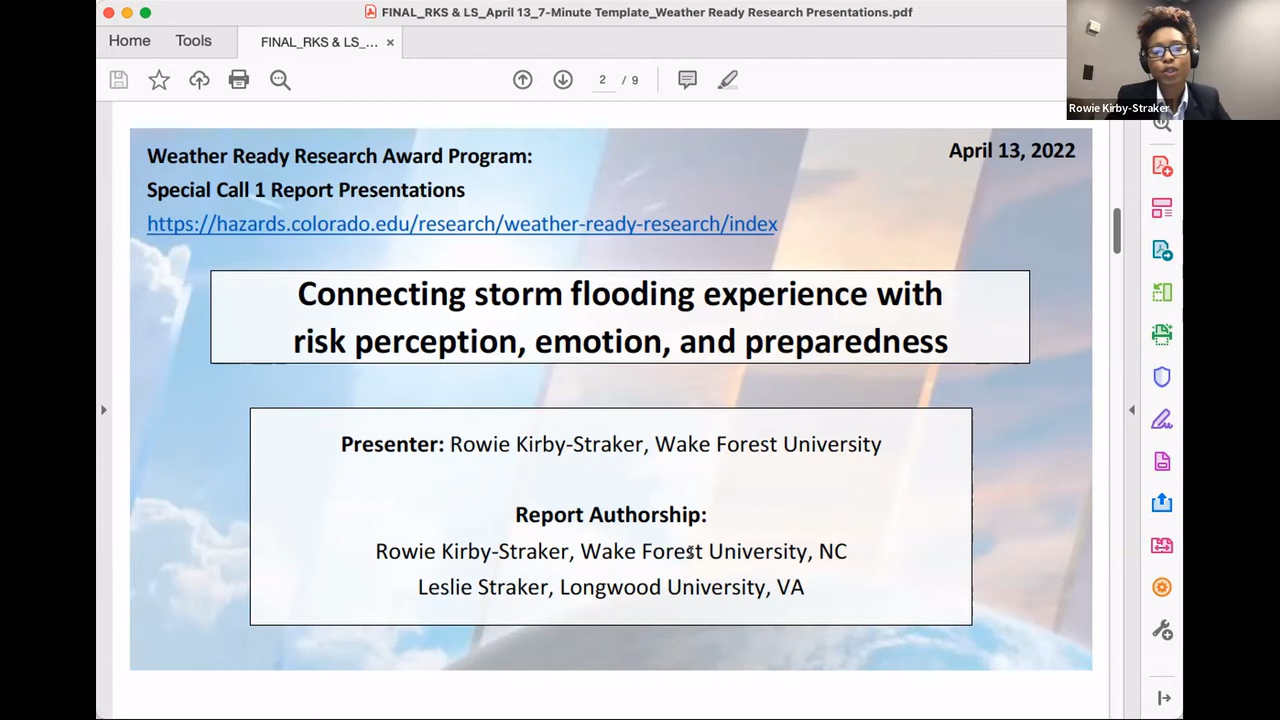 FINAL_RKS & LS_April 13_7-Minute Template_Weather Ready Research Presentations.pdf
Home Tools FINAL_RKS & LS_... ×
2 / 9
Rowie Kirby-Straker
Weather Ready Research Award Program:
April 13, 2022
Special Call 1 Report Presentations
https://hazards.colorado.edu/research/weather-ready-research/index
Connecting storm flooding experience with
risk perception, emotion, and preparedness
Presenter: Rowie Kirby-Straker, Wake Forest University
Report Authorship:
Rowie Kirby-Straker, Wake Forest University, NC
Leslie Straker, Longwood University, VA